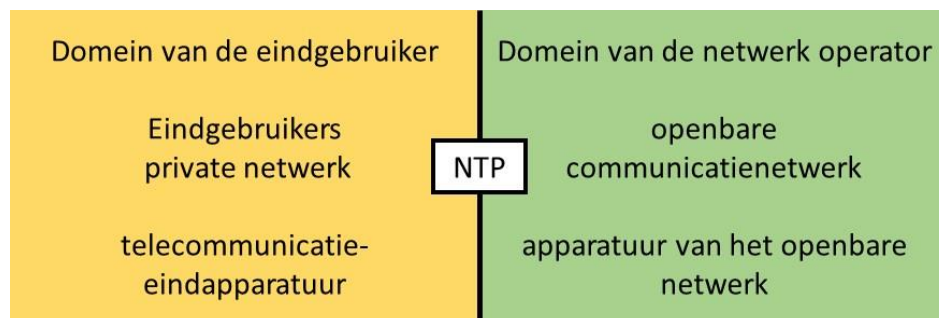 Domein van de eindgebruiker
Eindgebruikers
private netwerk
telecommunicatie-
eindapparatuur
NTP
Domein van de netwerk operator
openbare
communicatienetwerk
apparatuur van het openbare
netwerk